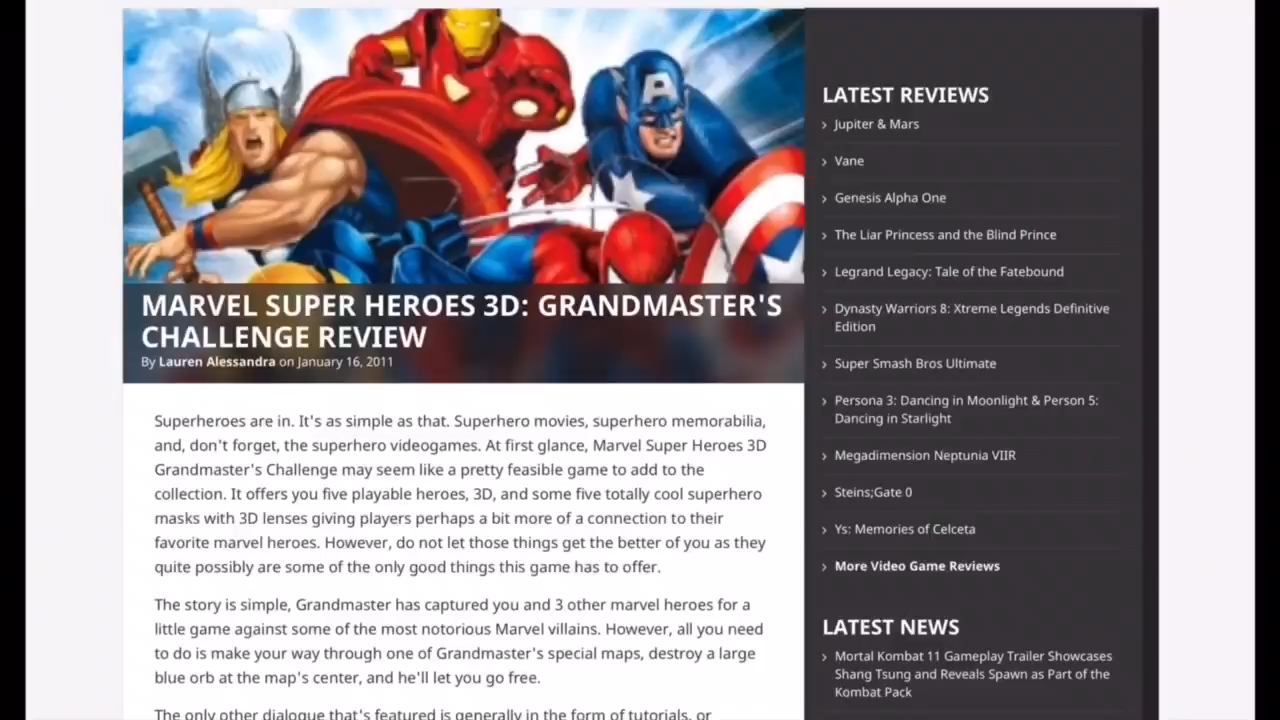 MARVEL SUPER HEROES 3D: GRANDMASTER'S
CHALLENGE REVIEW
By Lauren Alessandra on January 16, 2011
Superheroes are in. It's as simple as that. Superhero movies, superhero memorabilia,
and, don't forget, the superhero videogames. At first glance, Marvel Super Heroes 3D
Grandmaster's Challenge may seem like a pretty feasible game to add to the
collection. It offers you five playable heroes, 3D, and some five totally cool superhero
masks with 3D lenses giving players perhaps a bit more of a connection to their
favorite marvel heroes. However, do not let those things get the better of you as they
quite possibly are some of the only good things this game has to offer.
The story is simple, Grandmaster has captured you and 3 other marvel heroes for a
little game against some of the most notorious Marvel villains. However, all you need
to do is make your way through one of Grandmaster's special maps, destroy a large
blue orb at the map's center, and he'll let you go free.
The only other dialogue that's featured is generally in the form of tutorials, or
LATEST REVIEWS
› Jupiter & Mars
› Vane
› Genesis Alpha One
› The Liar Princess and the Blind Prince
› Legrand Legacy: Tale of the Fatebound
› Dynasty Warriors 8: Xtreme Legends Definitive
Edition
› Super Smash Bros Ultimate
› Persona 3: Dancing in Moonlight & Person 5:
Dancing in Starlight
› Megadimension Neptunia VIIR
› Steins;Gate 0
› Ys: Memories of Celceta
› More Video Game Reviews
LATEST NEWS
› Mortal Kombat 11 Gameplay Trailer Showcases
Shang Tsung and Reveals Spawn as Part of the
Kombat Pack